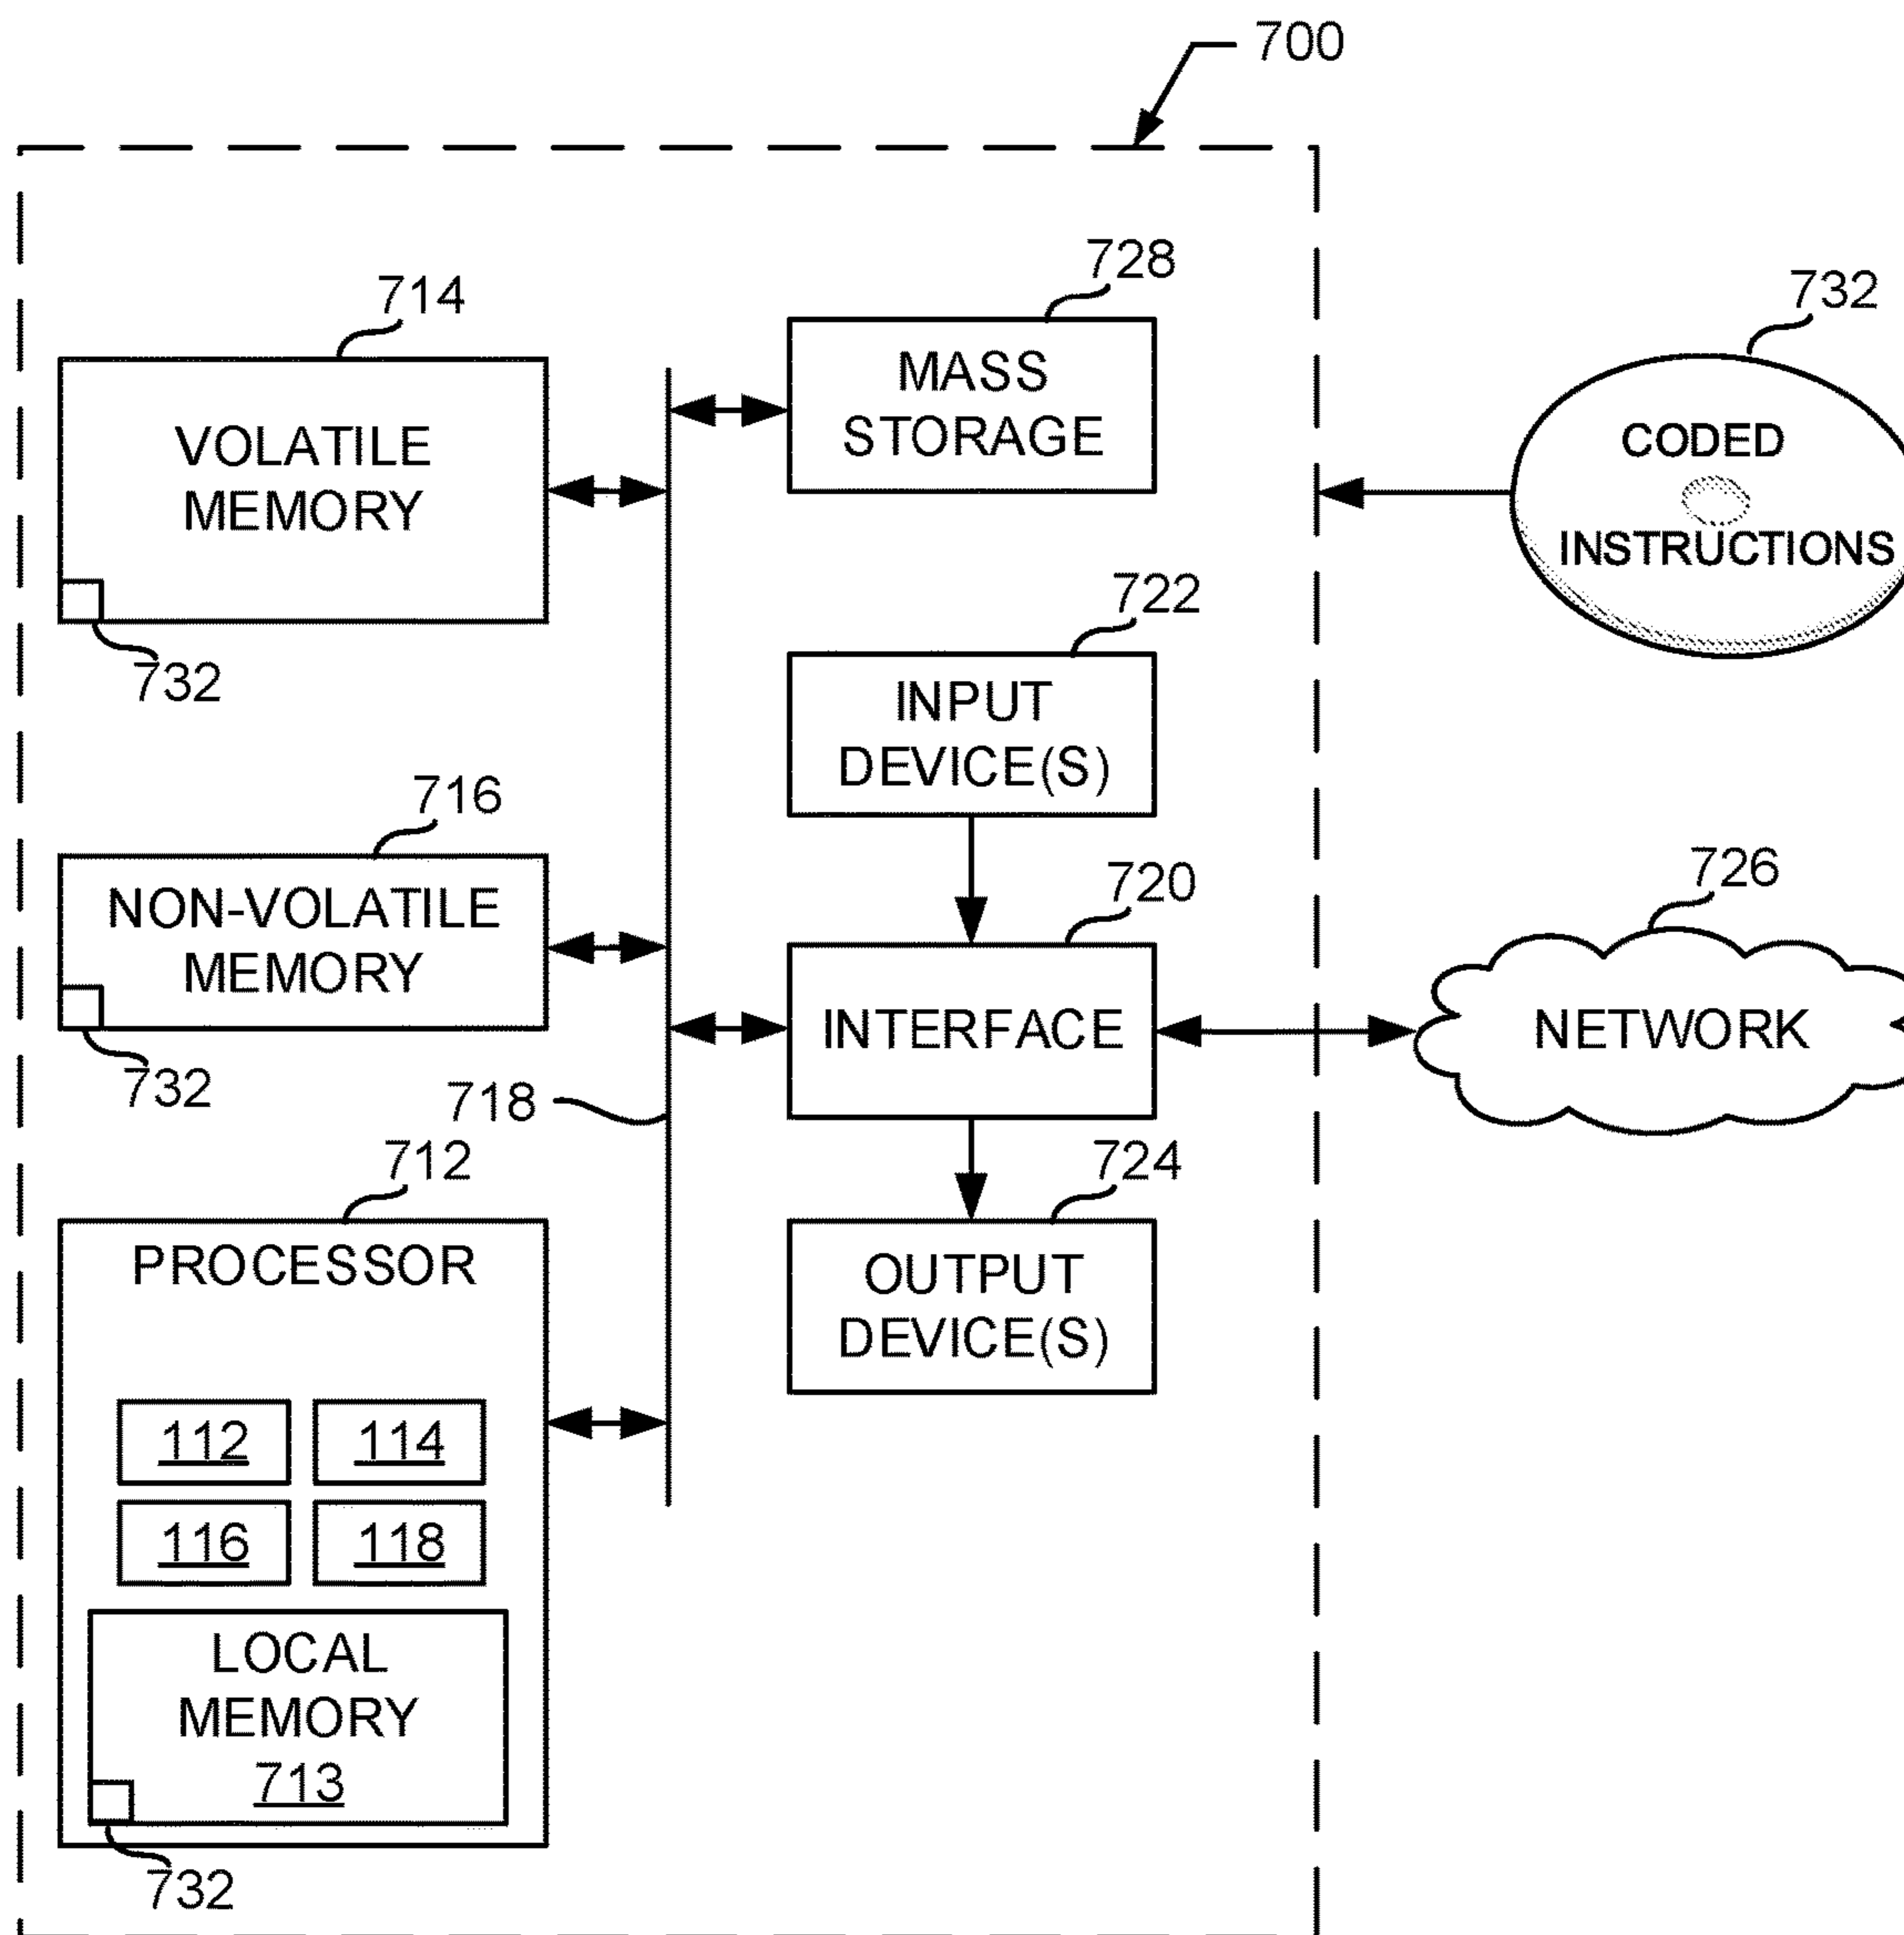 700
714
VOLATILE
MEMORY
732
728
MASS
STORAGE
732
CODED
INSTRUCTIONS
722
INPUT
DEVICE(S)
716
NON-VOLATILE
MEMORY
732
720
INTERFACE
726
NETWORK
718
712
PROCESSOR
112
114
116
118
LOCAL
MEMORY
713
732
724
OUTPUT
DEVICE(S)